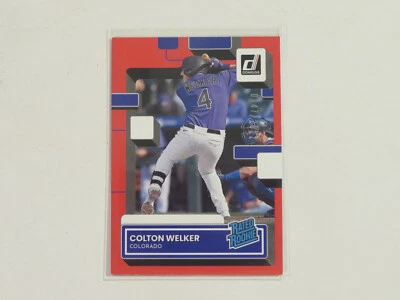 DONRUSS
4
COLTON WELKER
COLORADO
RATED
ROOKIE